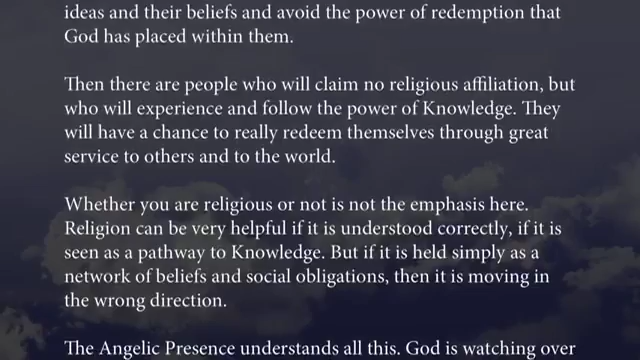 ideas and their beliefs and avoid the power of redemption that
God has placed within them.
Then there are people who will claim no religious affiliation, but
who will experience and follow the power of Knowledge. They
will have a chance to really redeem themselves through great
service to others and to the world.
Whether you are religious or not is not the emphasis here.
Religion can be very helpful if it is understood correctly, if it is
seen as a pathway to Knowledge. But if it is held simply as a
network of beliefs and social obligations, then it is moving in
the wrong direction.
The Angelic Presence understands all this. God is watching over